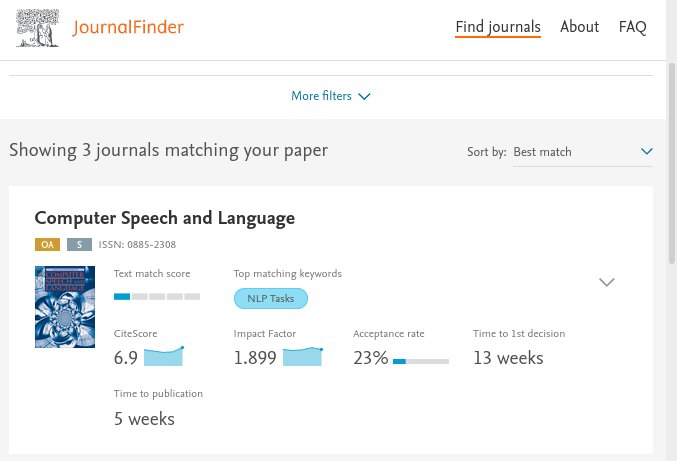 JournalFinder
Find journals About FAQ
More filters
Showing 3 journals matching your paper
Sort by: Best match
Computer Speech and Language
OA S ISSN: 0885-2308
COMPUTER
SPEECH AND
LANGUAGE
Text match score
Top matching keywords
NLP Tasks
CiteScore
6.9
Impact Factor
1.899
Acceptance rate
23%
Time to 1st decision
13 weeks
Time to publication
5 weeks